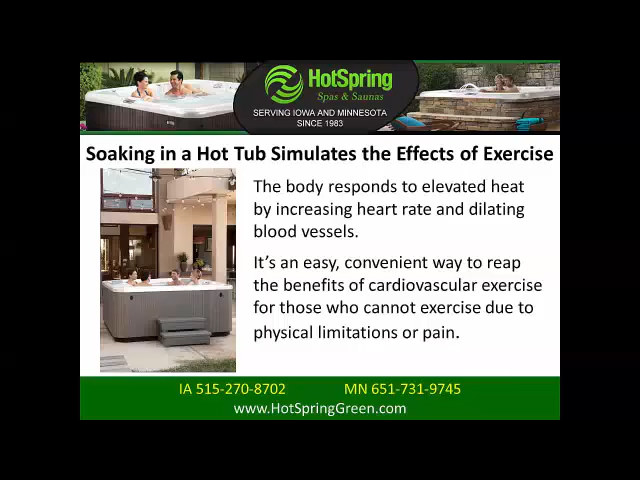 HotSpring
Spas & Saunas
SERVING IOWA AND MINNESOTA
SINCE 1983
Soaking in a Hot Tub Simulates the Effects of Exercise
The body responds to elevated heat
by increasing heart rate and dilating
blood vessels.
It's an easy, convenient way to reap
the benefits of cardiovascular exercise
for those who cannot exercise due to
physical limitations or pain.
IA 515-270-8702 MN 651-731-9745
www.HotSpringGreen.com